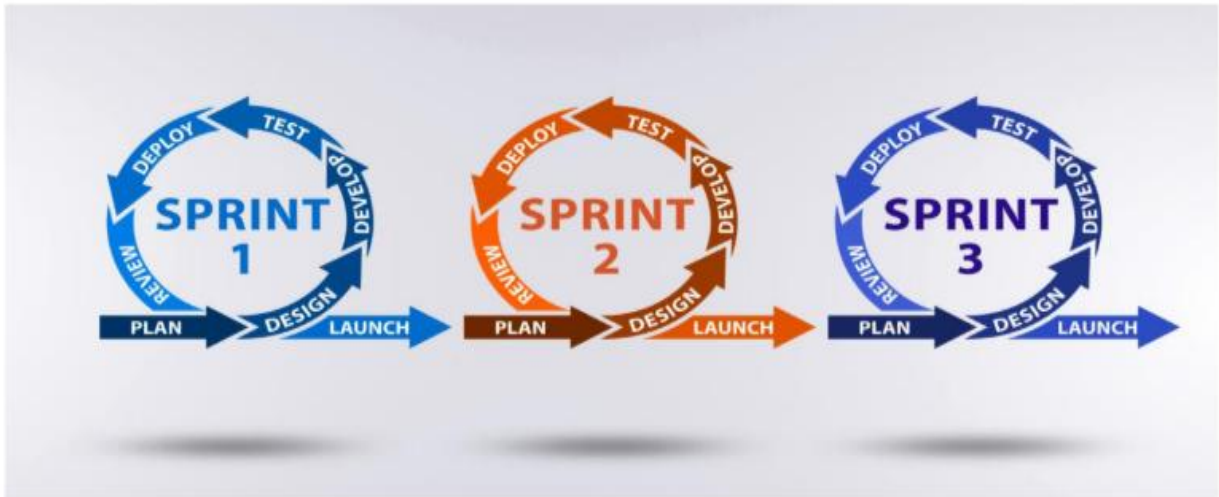 SPRINT
1
PLAN
DESIGN
DEVELOP
TEST
DEPLOY
REVIEW
LAUNCH
SPRINT
2
PLAN
DESIGN
DEVELOP
TEST
DEPLOY
REVIEW
LAUNCH
SPRINT
3
PLAN
DESIGN
DEVELOP
TEST
DEPLOY
REVIEW
LAUNCH